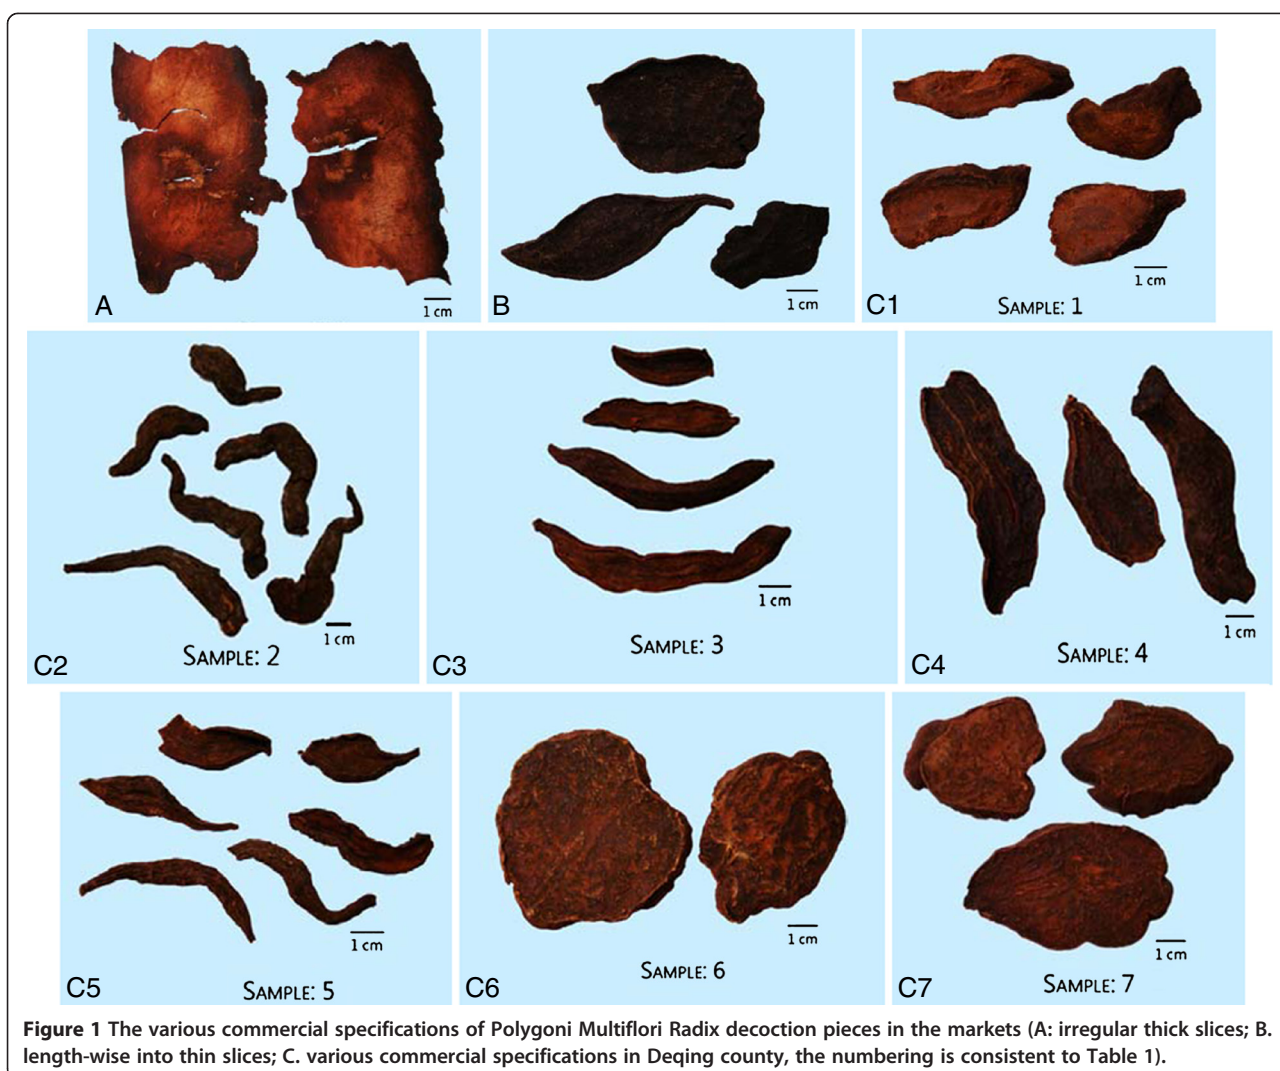 A
1 cm
B
1 cm
C1
1 cm
SAMPLE: 1
C2
1 cm
SAMPLE: 2
C3
1 cm
SAMPLE: 3
C4
1 cm
SAMPLE: 4
C5
1 cm
SAMPLE: 5
C6
1 cm
SAMPLE: 6
C7
1 cm
SAMPLE: 7
Figure 1 The various commercial specifications of Polygoni Multiflori Radix decoction pieces in the markets (A: irregular thick slices; B.
length-wise into thin slices; C. various commercial specifications in Deqing county, the numbering is consistent to Table 1).